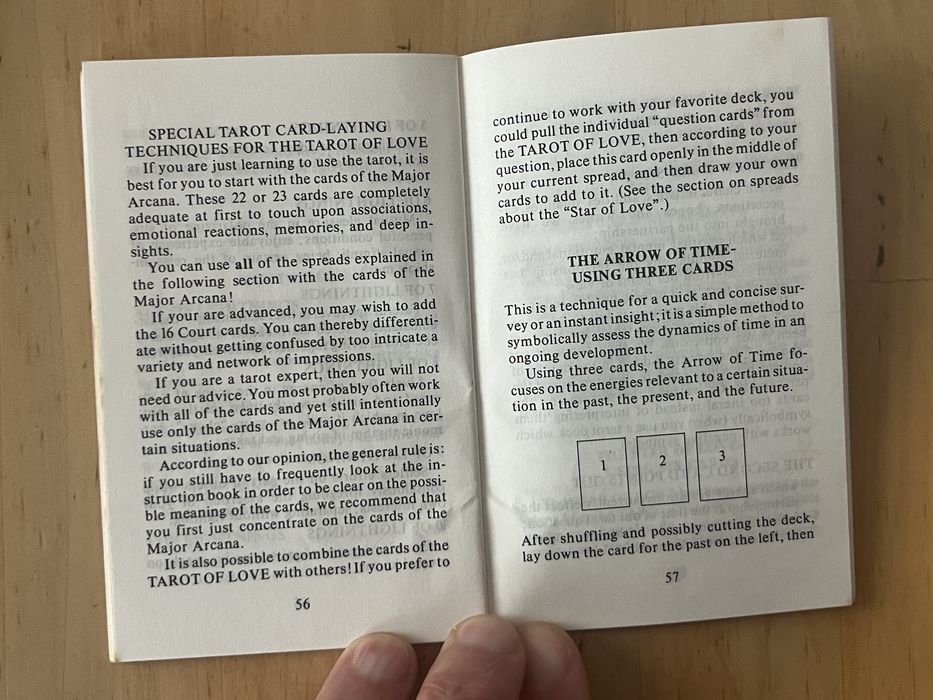 SPECIAL TAROT CARD-LAYING
TECHNIQUES FOR THE TAROT OF LOVE
If you are just learning to use the tarot, it is
best for you to start with the cards of the Major
Arcana. These 22 or 23 cards are completely
adequate at first to touch upon associations,
emotional reactions, memories, and deep in-
sights.
You can use all of the spreads explained in
the following section with the cards of the
Major Arcana!
If your are advanced, you may wish to add
the 16 Court cards. You can thereby differenti-
ate without getting confused by too intricate a
variety and network of impressions.
If you are a tarot expert, then you will not
need our advice. You most probably often work
with all of the cards and yet still intentionally
use only the cards of the Major Arcana in cer-
tain situations.
According to our opinion, the general rule is:
if you still have to frequently look at the in-
struction book in order to be clear on the possi-
ble meaning of the cards, we recommend that
you first just concentrate on the cards of the
Major Arcana.
It is also possible to combine the cards of the
TAROT OF LOVE with others! If you prefer to
56
continue to work with your favorite deck, you
could pull the individual “question cards” from
the TAROT OF LOVE, then according to your
question, place this card openly in the middle of
your current spread, and then draw your own
cards to add to it. (See the section on spreads
about the “Star of Love”.)
THE ARROW OF TIME-
USING THREE CARDS
This is a technique for a quick and concise sur-
vey or an instant insight; it is a simple method to
symbolically assess the dynamics of time in an
ongoing development.
Using three cards, the Arrow of Time fo-
cuses on the energies relevant to a certain situa-
tion in the past, the present, and the future.
1 2 3
After shuffling and possibly cutting the deck,
lay down the card for the past on the left, then
57